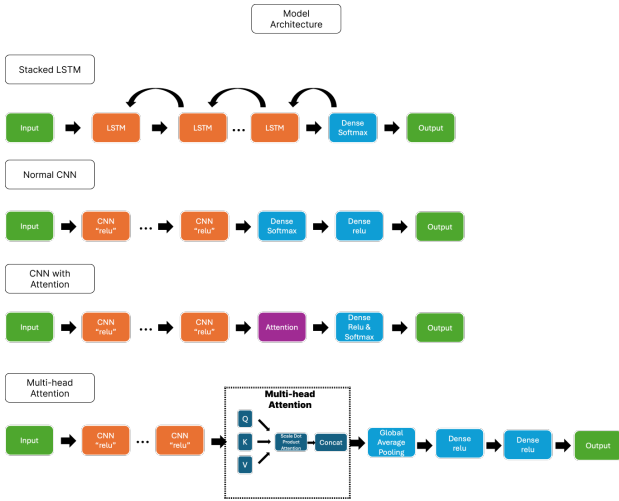 Model
Architecture
Stacked LSTM
Input
LSTM
LSTM
...
LSTM
Dense
Softmax
Output
Normal CNN
Input
CNN
“relu”
...
CNN
“relu”
Dense
Softmax
Dense
relu
Output
CNN with
Attention
Input
CNN
“relu”
...
CNN
“relu”
Attention
Dense
Relu &
Softmax
Output
Multi-head
Attention
Input
CNN
“relu”
...
CNN
“relu”
Multi-head
Attention
Q
K
V
Scale Dot
Product
Attention
Concat
Global
Average
Pooling
Dense
relu
Dense
relu
Output